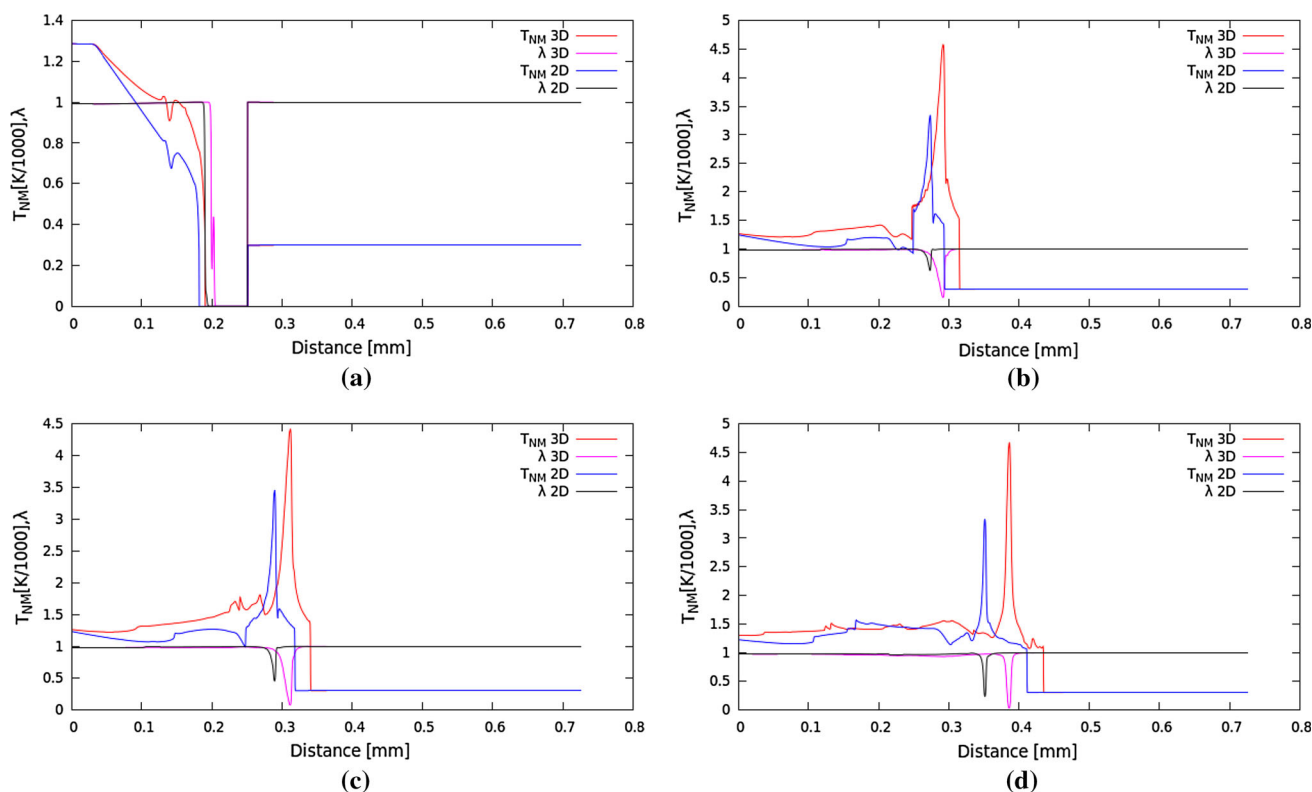 T_NM[K/1000],λ
1.4
1.2
1
0.8
0.6
0.4
0.2
0
T_NM 3D
λ 3D
T_NM 2D
λ 2D
0 0.1 0.2 0.3 0.4 0.5 0.6 0.7 0.8
Distance [mm]
(a)
T_NM[K/1000],λ
5
4.5
4
3.5
3
2.5
2
1.5
1
0.5
0
T_NM 3D
λ 3D
T_NM 2D
λ 2D
0 0.1 0.2 0.3 0.4 0.5 0.6 0.7 0.8
Distance [mm]
(b)
T_NM[K/1000],λ
4.5
4
3.5
3
2.5
2
1.5
1
0.5
0
T_NM 3D
λ 3D
T_NM 2D
λ 2D
0 0.1 0.2 0.3 0.4 0.5 0.6 0.7 0.8
Distance [mm]
(c)
T_NM[K/1000],λ
5
4.5
4
3.5
3
2.5
2
1.5
1
0.5
0
T_NM 3D
λ 3D
T_NM 2D
λ 2D
0 0.1 0.2 0.3 0.4 0.5 0.6 0.7 0.8
Distance [mm]
(d)